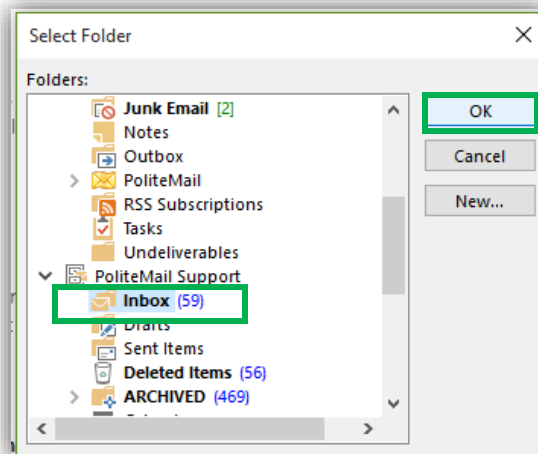 Select Folder
Folders:
Junk Email [2]
Notes
Outbox
PoliteMail
RSS Subscriptions
Tasks
Undeliverables
PoliteMail Support
Inbox (59)
Drafts
Sent Items
Deleted Items (56)
ARCHIVED (469)
OK
Cancel
New...